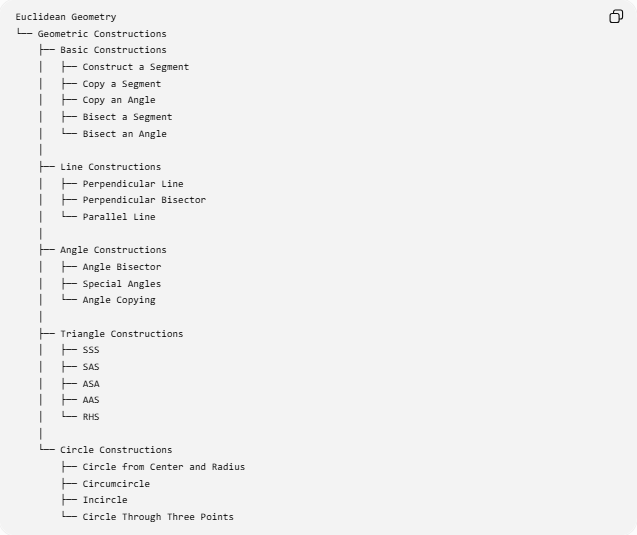 Euclidean Geometry
└── Geometric Constructions
    ├── Basic Constructions
    │   ├── Construct a Segment
    │   ├── Copy a Segment
    │   ├── Copy an Angle
    │   ├── Bisect a Segment
    │   └── Bisect an Angle
    │
    ├── Line Constructions
    │   ├── Perpendicular Line
    │   ├── Perpendicular Bisector
    │   └── Parallel Line
    │
    ├── Angle Constructions
    │   ├── Angle Bisector
    │   ├── Special Angles
    │   └── Angle Copying
    │
    ├── Triangle Constructions
    │   ├── SSS
    │   ├── SAS
    │   ├── ASA
    │   ├── AAS
    │   └── RHS
    │
    └── Circle Constructions
        ├── Circle from Center and Radius
        ├── Circumcircle
        ├── Incircle
        └── Circle Through Three Points